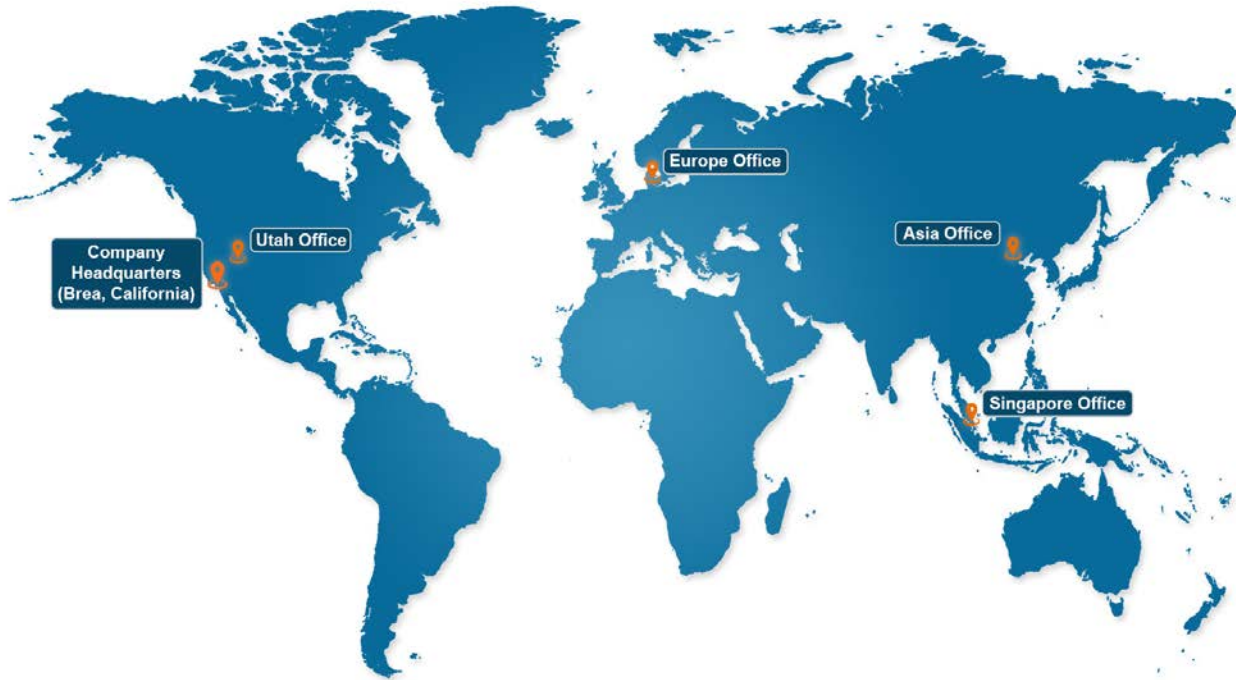 Europe Office
Utah Office
Asia Office
Company
Headquarters
(Brea, California)
Singapore Office